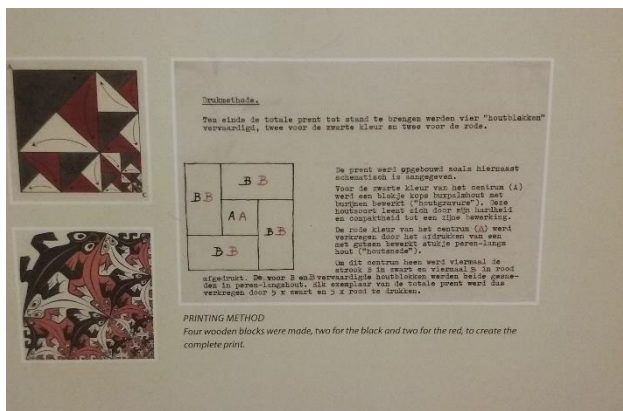 Drukmethode.
Ten einde de totale prent tot stand te brengen werden vier "houtblokken"
vervaardigd, twee voor de zwarte kleur en twee voor de rode.
B B
B B
A A
B B
B B
De prent werd opgebouwd zoals hiernaast
schematisch is aangegeven.
Voor de zwarte kleur van het centrum (A)
werd een blokje kops buxpalmhout met
burijnen bewerkt ("houtgravure"). Deze
houtsoort leent zich door zijn hardheid
en compaktheid tot een fijne bewerking.
De rode kleur van het centrum (A) werd
verkregen door het afdrukken van een
met gutsen bewerkt stukje peren-langs
hout ("houtsnede").
Om dit centrum heen werd viermaal de
strook B in zwart en viermaal B in rood
afgedrukt. De voor B en B vervaardigde houtblokken werden beide gesne-
den in peren-langshout. Elk exemplaar van de totale prent werd dus
verkregen door 5 x zwart en 5 x rood te drukken.
PRINTING METHOD
Four wooden blocks were made, two for the black and two for the red, to create the
complete print.